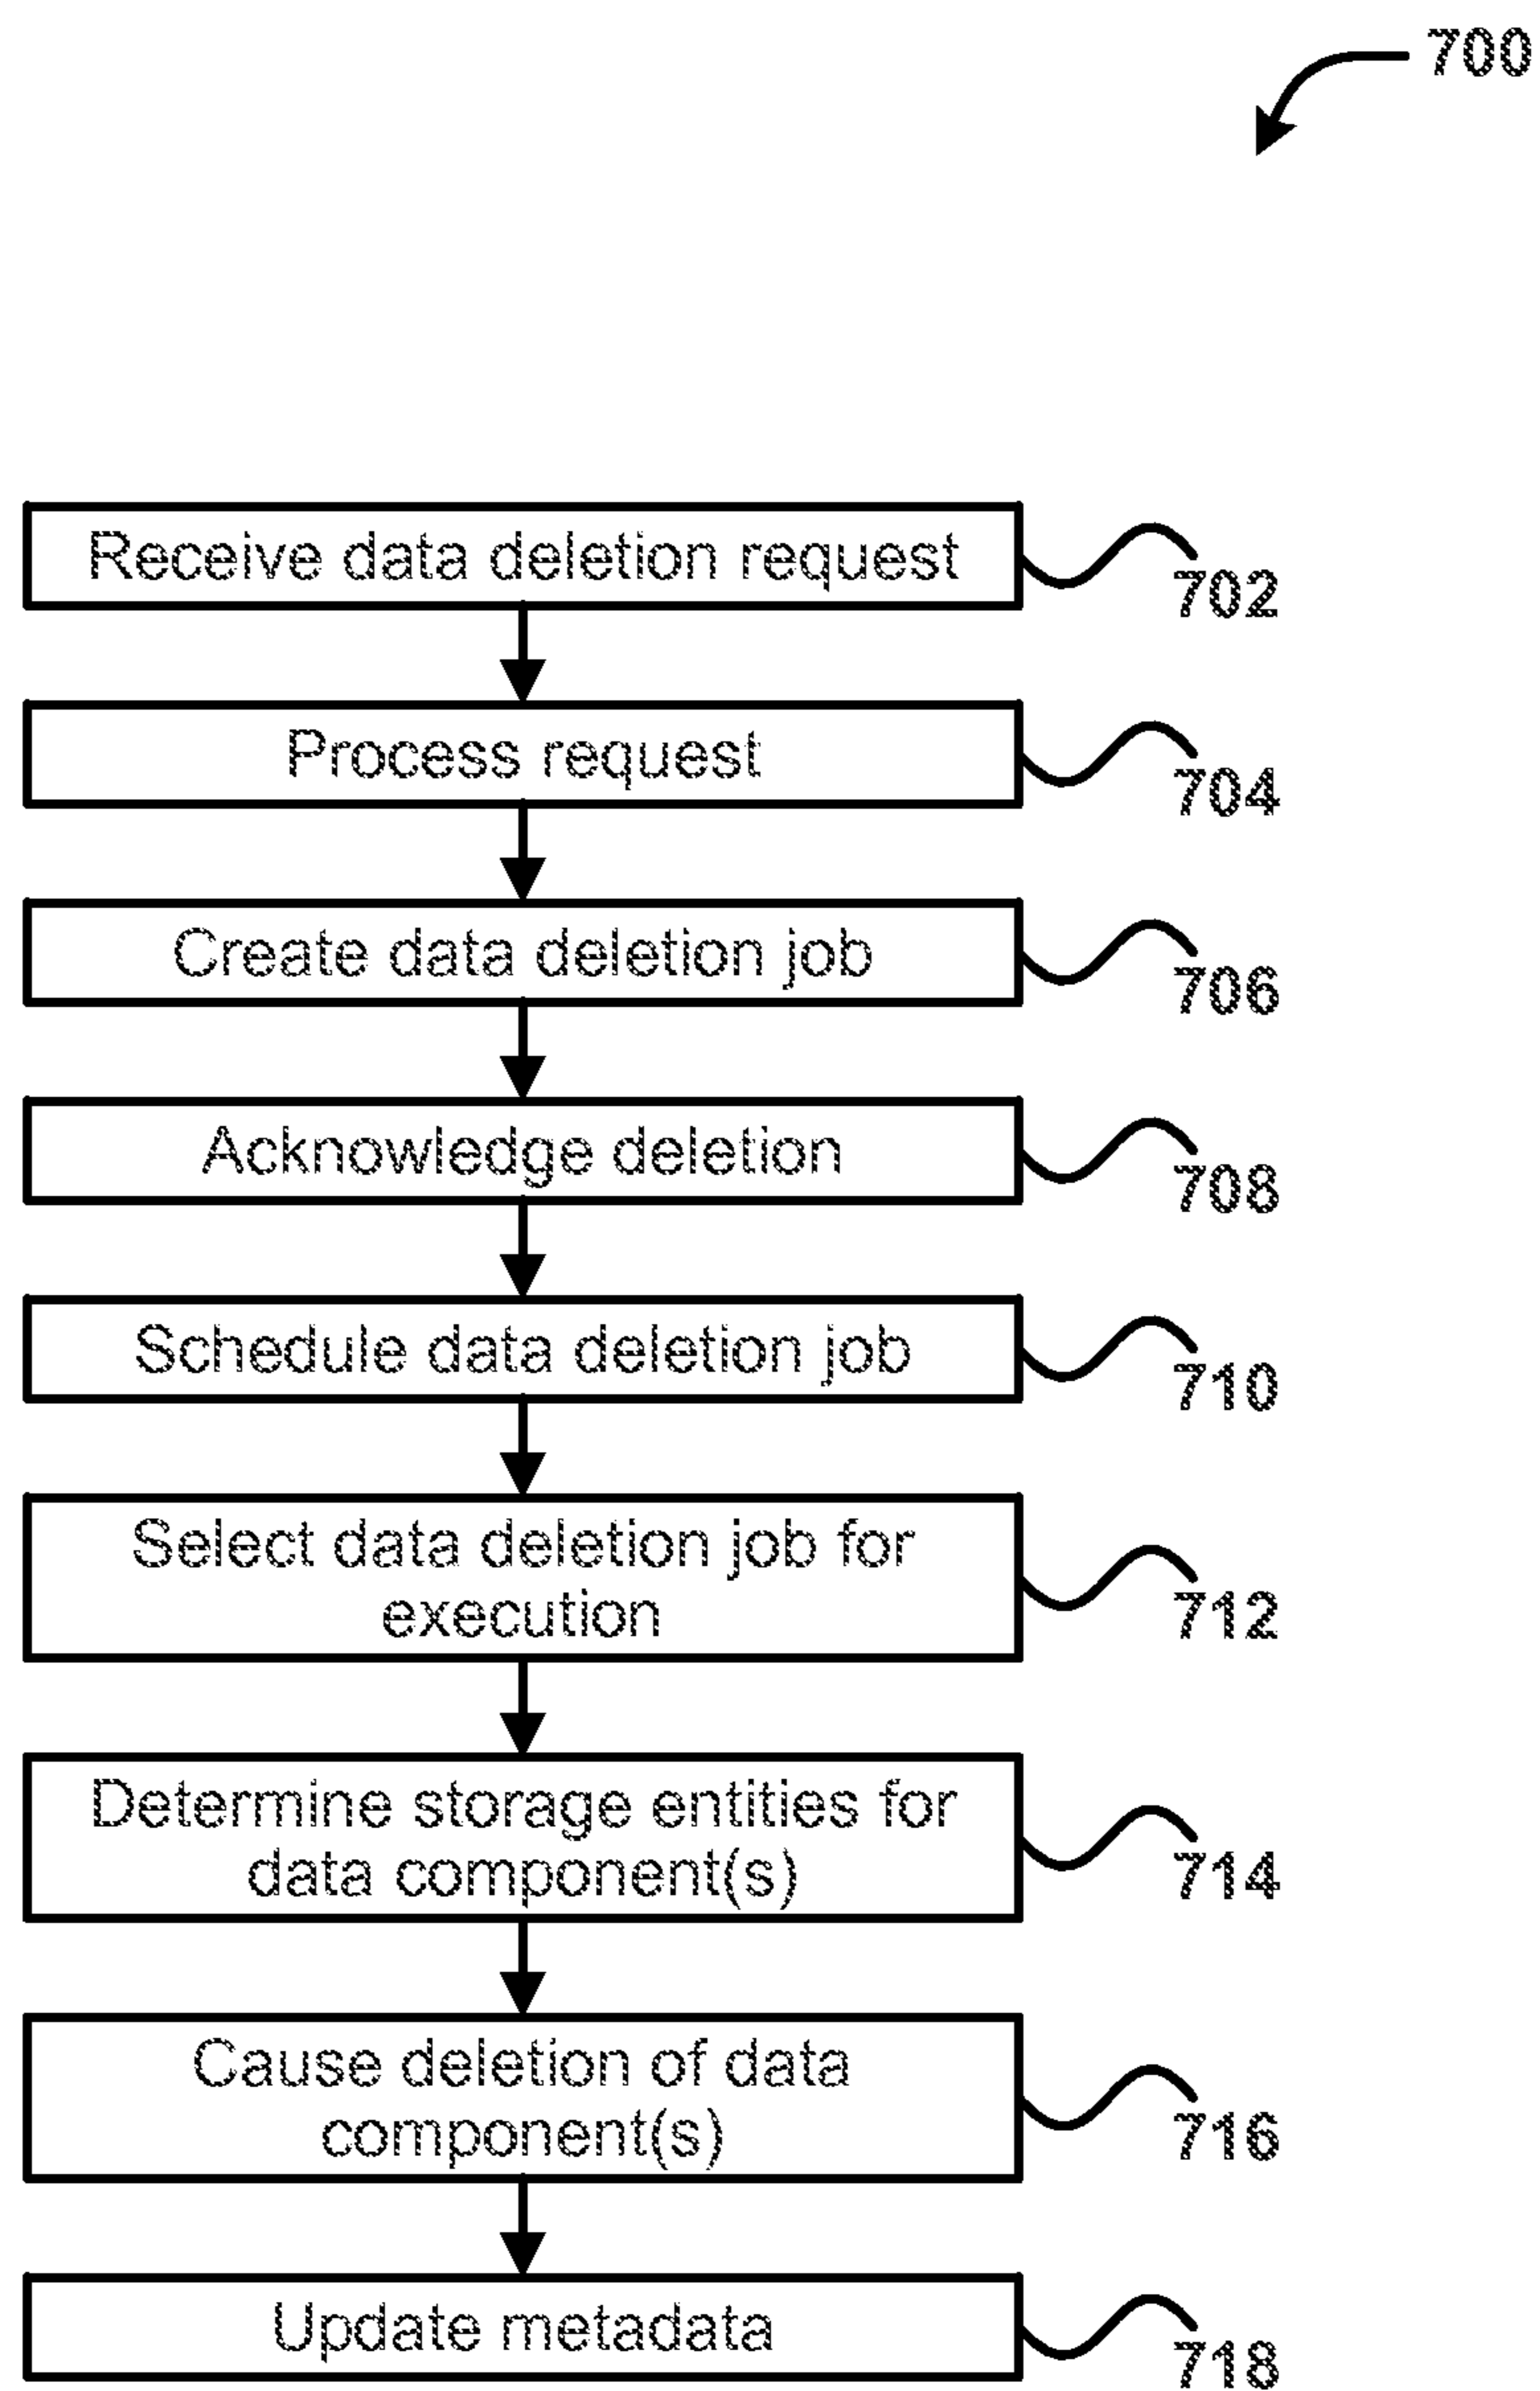 700
Receive data deletion request
702
Process request
704
Create data deletion job
706
Acknowledge deletion
708
Schedule data deletion job
710
Select data deletion job for
execution
712
Determine storage entities for
data component(s)
714
Cause deletion of data
component(s)
716
Update metadata
718